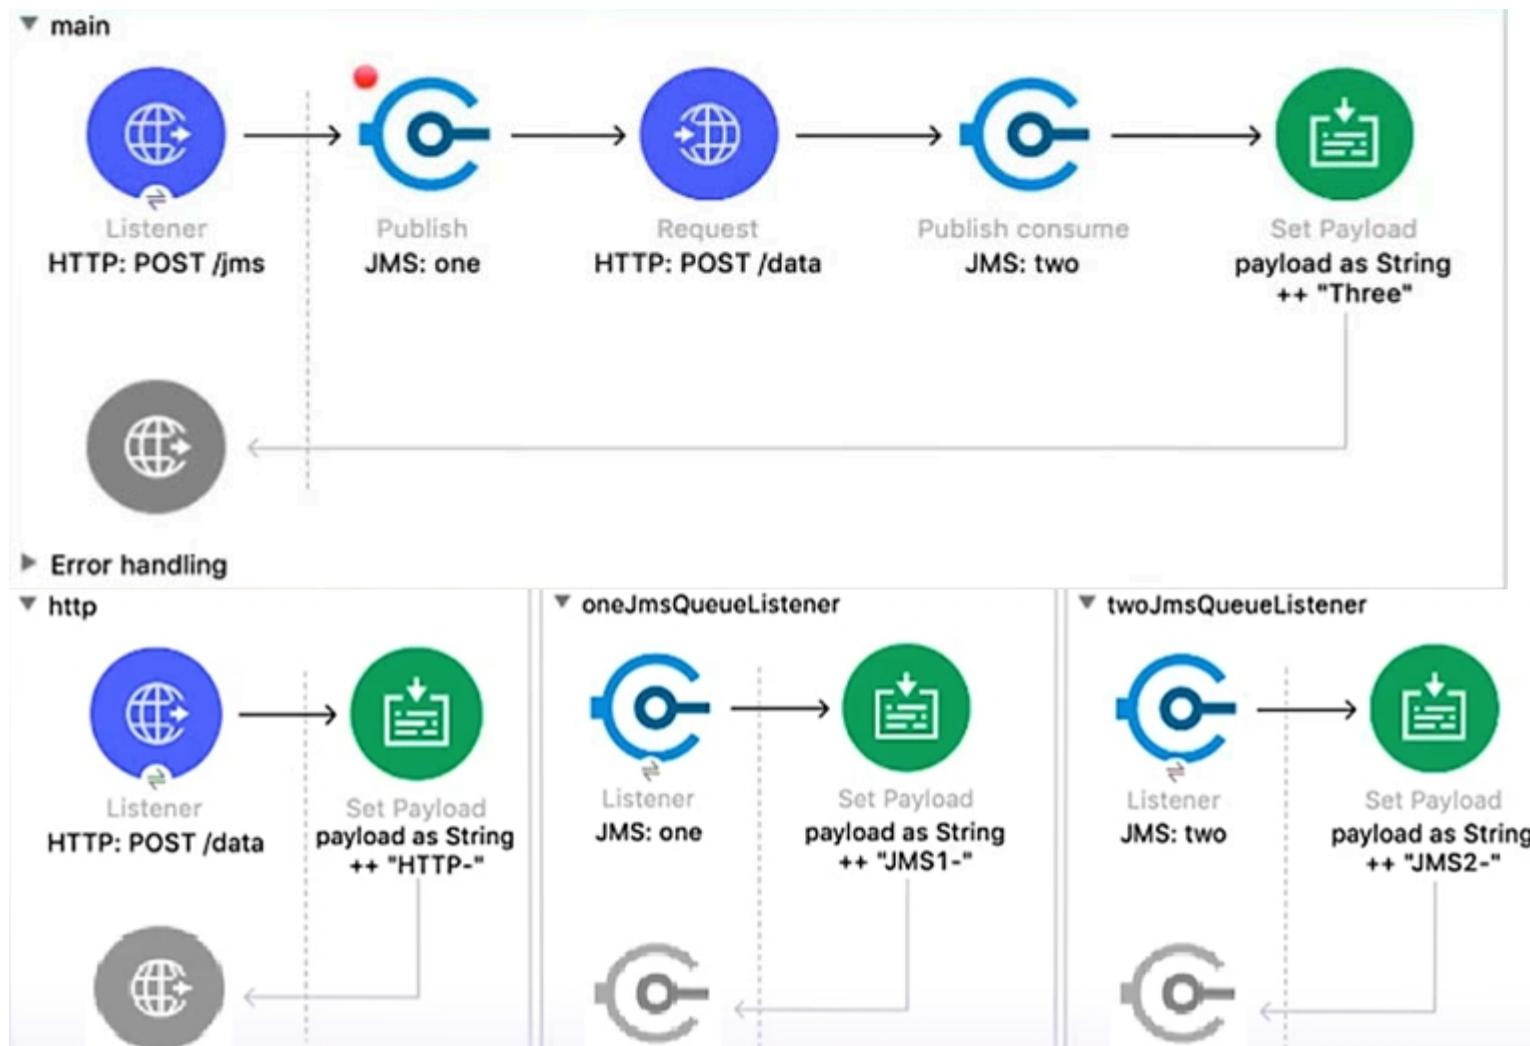 main
Listener
HTTP: POST /jms
Publish
JMS: one
Request
HTTP: POST /data
Publish consume
JMS: two
Set Payload
payload as String
++ "Three"
Error handling
http
Listener
HTTP: POST /data
Set Payload
payload as String
++ "HTTP-"
oneJmsQueueListener
Listener
JMS: one
Set Payload
payload as String
++ "JMS1-"
twoJmsQueueListener
Listener
JMS: two
Set Payload
payload as String
++ "JMS2-"